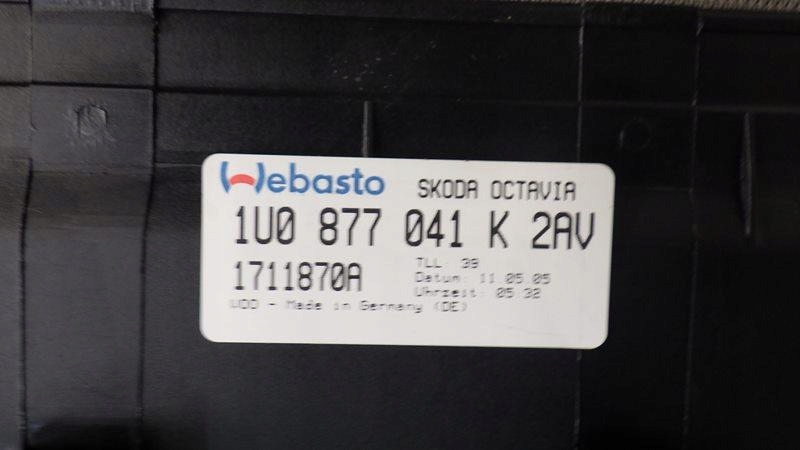 Webasto SKODA OCTAVIA
1U0 877 041 K 2AV
1711870A
TLL: 39
Datum: 11.05.05
Uhrzeit: 05:32
WDD - Made in Germany (DE)